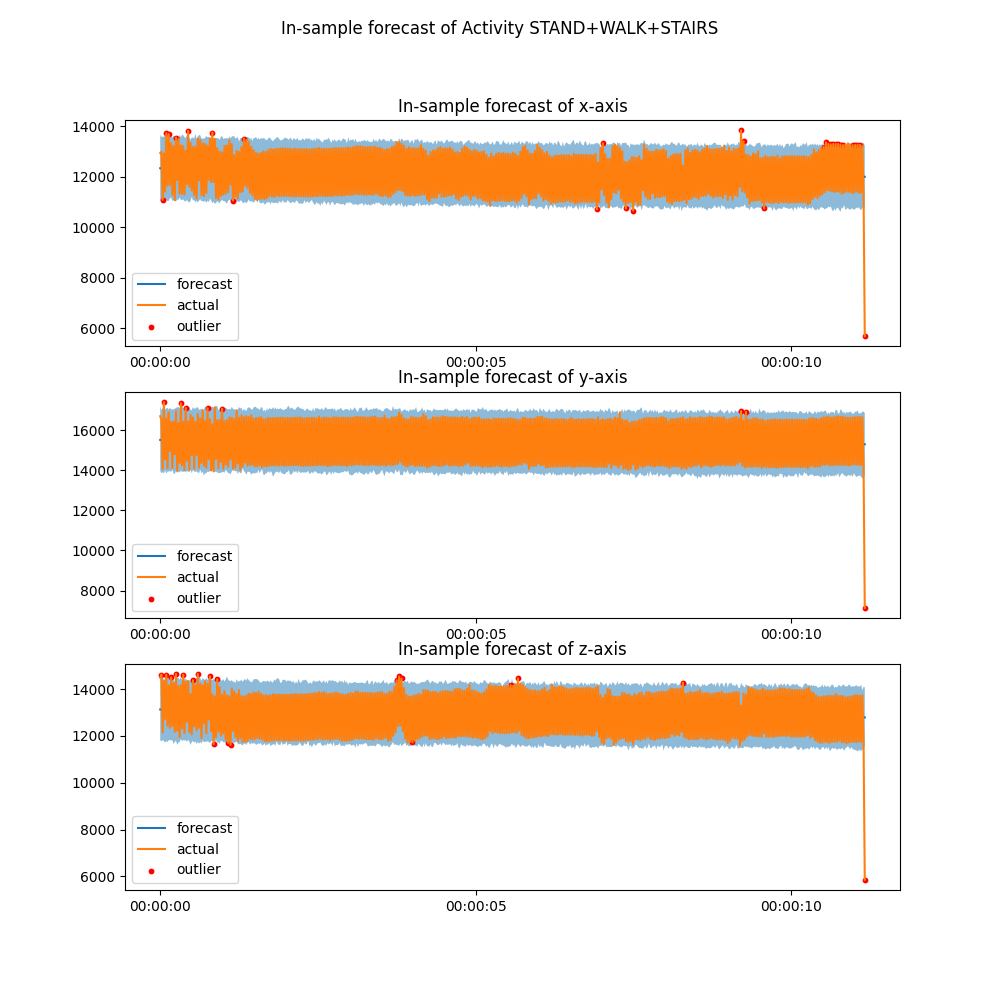 In-sample forecast of Activity STAND+WALK+STAIRS
In-sample forecast of x-axis
14000
12000
10000
8000
6000
forecast
actual
outlier
00:00:00 00:00:05 00:00:10
In-sample forecast of y-axis
16000
14000
12000
10000
8000
forecast
actual
outlier
00:00:00 00:00:05 00:00:10
In-sample forecast of z-axis
14000
12000
10000
8000
6000
forecast
actual
outlier
00:00:00 00:00:05 00:00:10